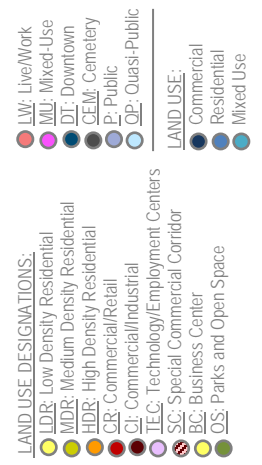 LAND USE DESIGNATIONS:
LDR: Low Density Residential
MDR: Medium Density Residential
HDR: High Density Residential
CR: Commercial/Retail
CI: Commercial/Industrial
TEC: Technology/Employment Centers
SC: Special Commercial Corridor
BC: Business Center
OS: Parks and Open Space
LW: Live/Work
MU: Mixed-Use
DT: Downtown
CEM: Cemetery
P: Public
QP: Quasi-Public
LAND USE:
Commercial
Residential
Mixed Use